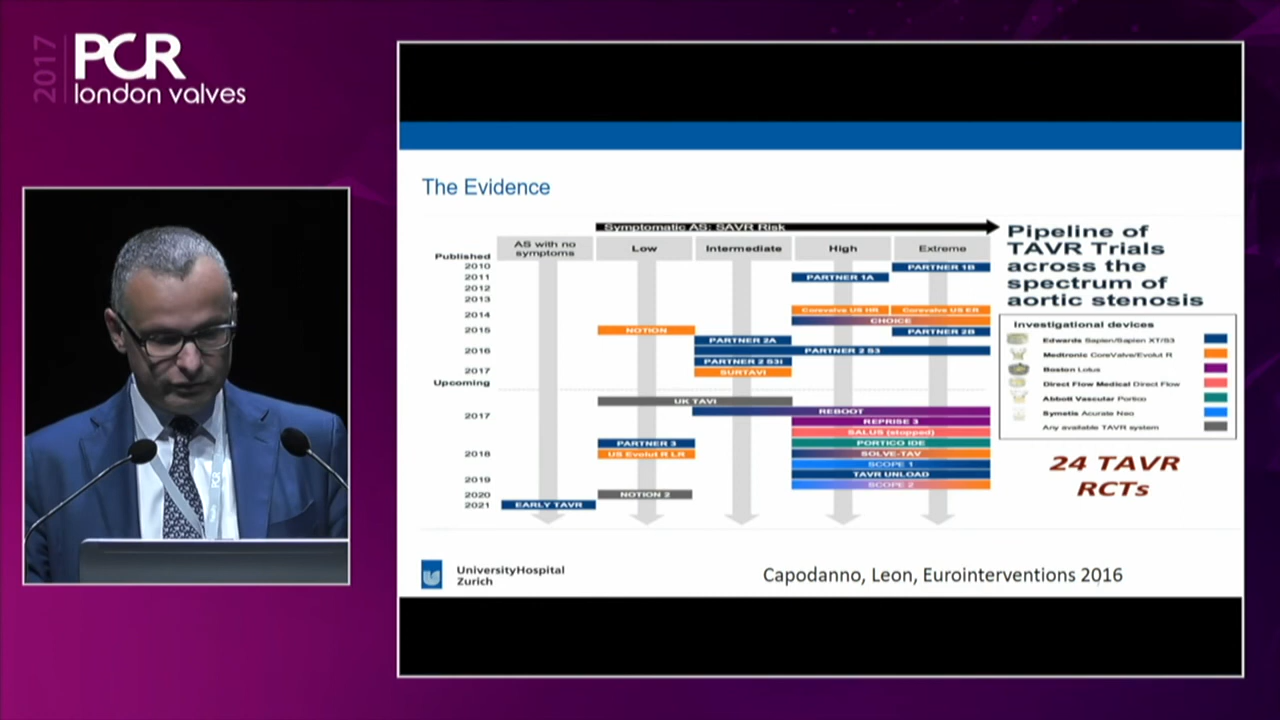 2017
PCR
london valves
The Evidence
Symptomatic AS: SAVR Risk
AS with no
symptoms
Low
Intermediate
High
Extreme
Published
2010
PARTNER 1B
2011
PARTNER 1A
2012
2013
2014
Corevalve US HR
Corevalve US ER
CHOICE
2015
NOTION
PARTNER 2B
PARTNER 2A
2016
PARTNER 2 S3
PARTNER 2 S3i
2017
SURTAVI
Upcoming
UK TAVI
2017
REBOOT
REPRISE 3
SALUS (stopped)
PARTNER 3
PORTICO IDE
2018
US Evolut R LR
SOLVE-TAV
SCOPE 1
2019
TAVR UNLOAD
SCOPE 2
2020
NOTION 2
2021
EARLY TAVR
Pipeline of
TAVR Trials
across the
spectrum of
aortic stenosis
Investigational devices
Edwards Sapien/Sapien XT/S3
Medtronic CoreValve/Evolut R
Boston Lotus
Direct Flow Medical Direct Flow
Abbott Vascular Portico
Symetis Acurate Neo
Any available TAVR system
24 TAVR
RCTs
UniversityHospital
Zurich
Capodanno, Leon, Eurointerventions 2016
PCR